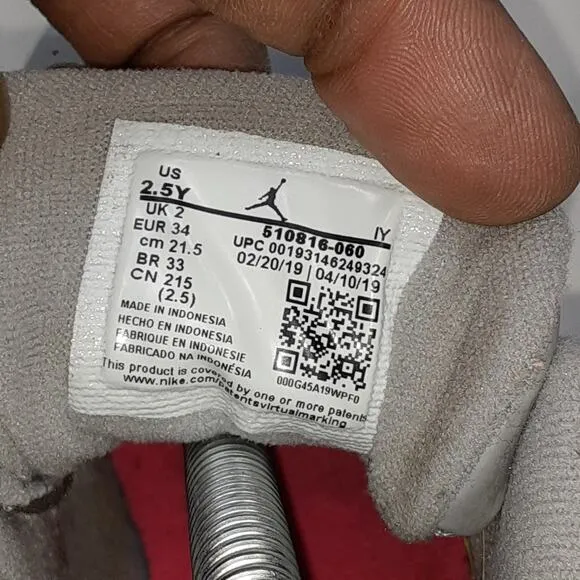 US
2.5Y
UK 2
EUR 34
cm 21.5
BR 33
CN 215
(2.5)
IY
510816-060
UPC 00193146249324
02/20/19 | 04/10/19
MADE IN INDONESIA
HECHO EN INDONESIA
FABRIQUE EN INDONESIE
FABRICADO NA INDONÉSIA
000G45A19WPF0
This product is covered by one or more patents
www.nike.com/patentsvirtualmarking